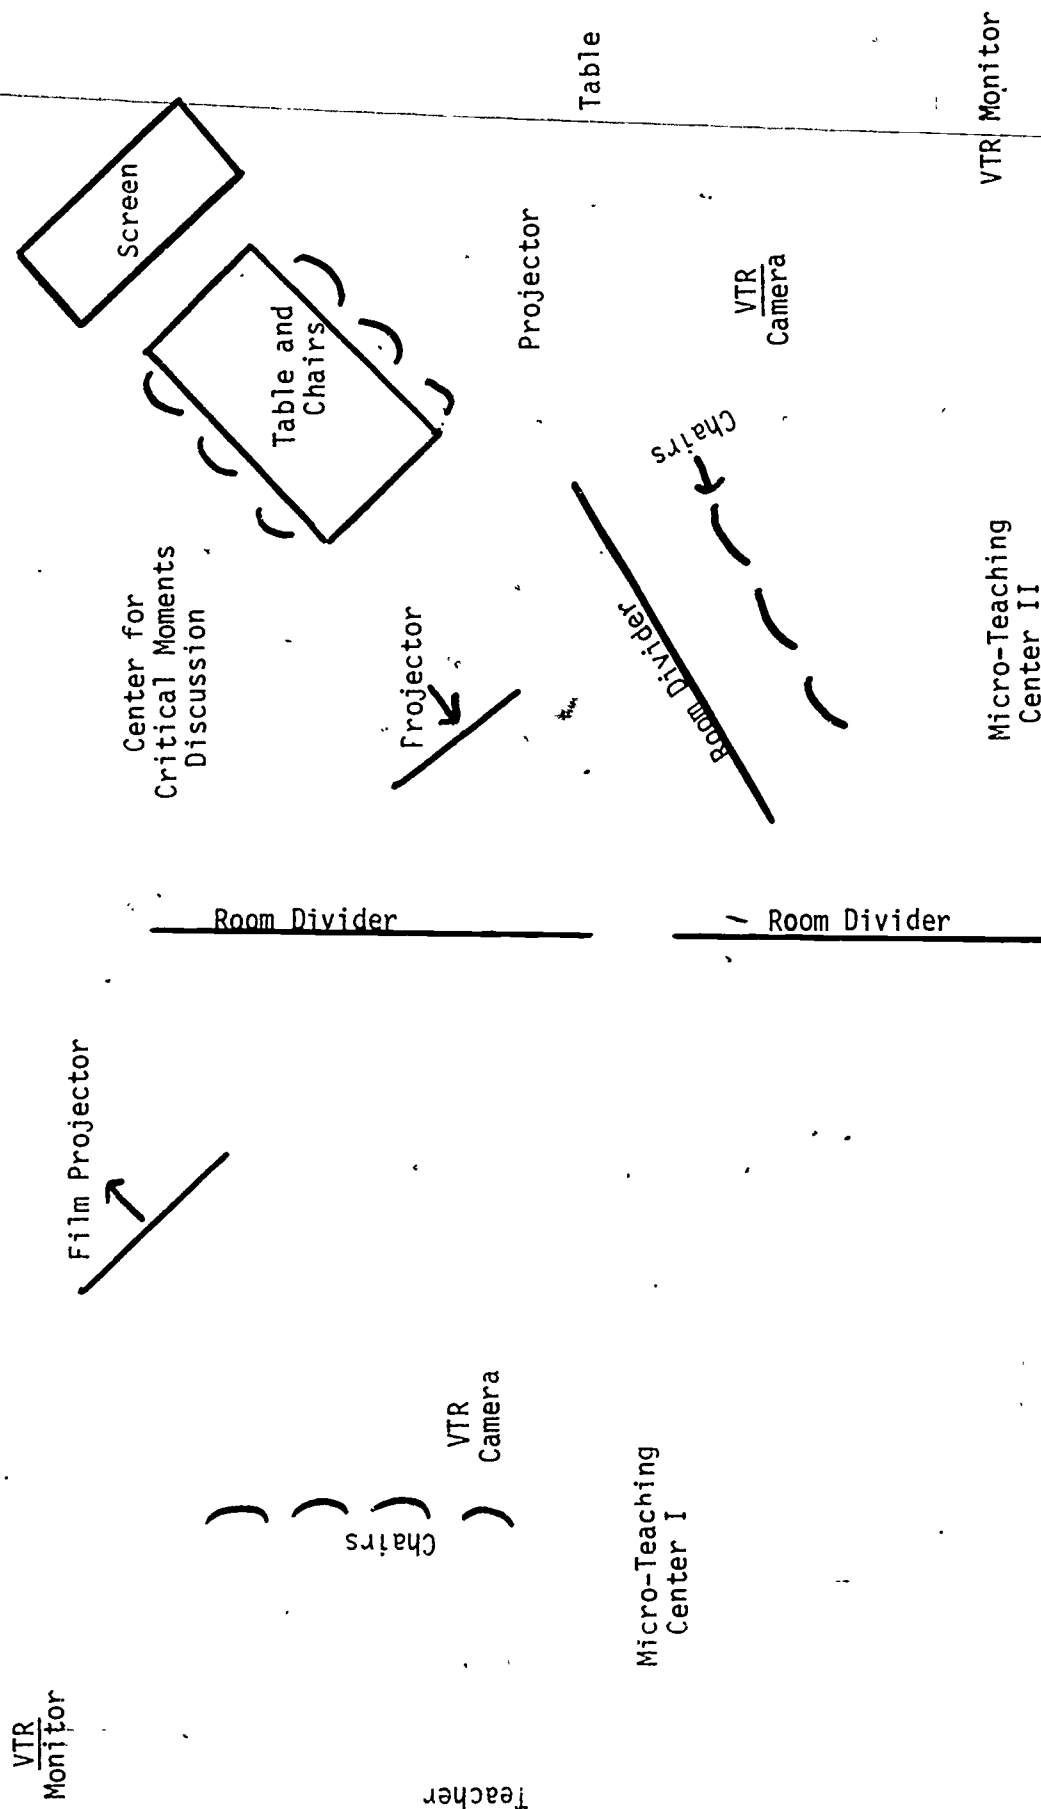 Screen
Table
VTR Monitor
Table and
Chairs
Projector
VTR
Camera
Chairs
Center for
Critical Moments
Discussion
Projector
Room Divider
Micro-Teaching
Center II
Room Divider
Room Divider
Film Projector
VTR
Camera
Chairs
Micro-Teaching
Center I
VTR
Monitor
Teacher